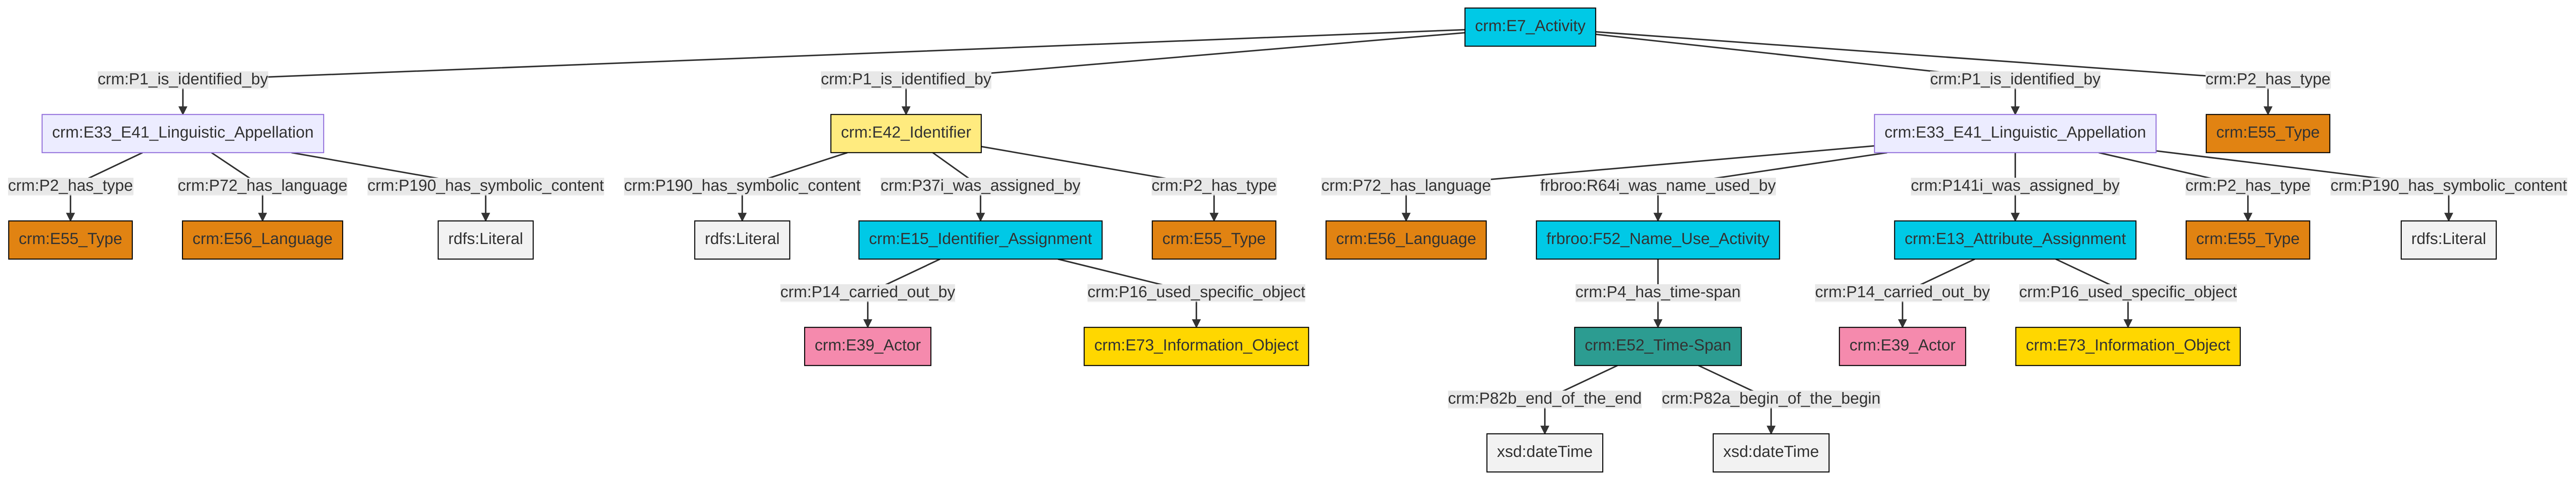 crm:E7_Activity
crm:P1_is_identified_by
crm:P1_is_identified_by
crm:P1_is_identified_by
crm:P2_has_type
crm:E33_E41_Linguistic_Appellation
crm:E42_Identifier
crm:E33_E41_Linguistic_Appellation
crm:E55_Type
crm:P2_has_type
crm:P72_has_language
crm:P190_has_symbolic_content
crm:P190_has_symbolic_content
crm:P37i_was_assigned_by
crm:P2_has_type
crm:P72_has_language
frbroo:R64i_was_name_used_by
crm:P141i_was_assigned_by
crm:P2_has_type
crm:P190_has_symbolic_content
crm:E55_Type
crm:E56_Language
rdfs:Literal
rdfs:Literal
crm:E15_Identifier_Assignment
crm:E55_Type
crm:E56_Language
frbroo:F52_Name_Use_Activity
crm:E13_Attribute_Assignment
crm:E55_Type
rdfs:Literal
crm:P14_carried_out_by
crm:P16_used_specific_object
crm:P4_has_time-span
crm:P14_carried_out_by
crm:P16_used_specific_object
crm:E39_Actor
crm:E73_Information_Object
crm:E52_Time-Span
crm:E39_Actor
crm:E73_Information_Object
crm:P82b_end_of_the_end
crm:P82a_begin_of_the_begin
xsd:dateTime
xsd:dateTime